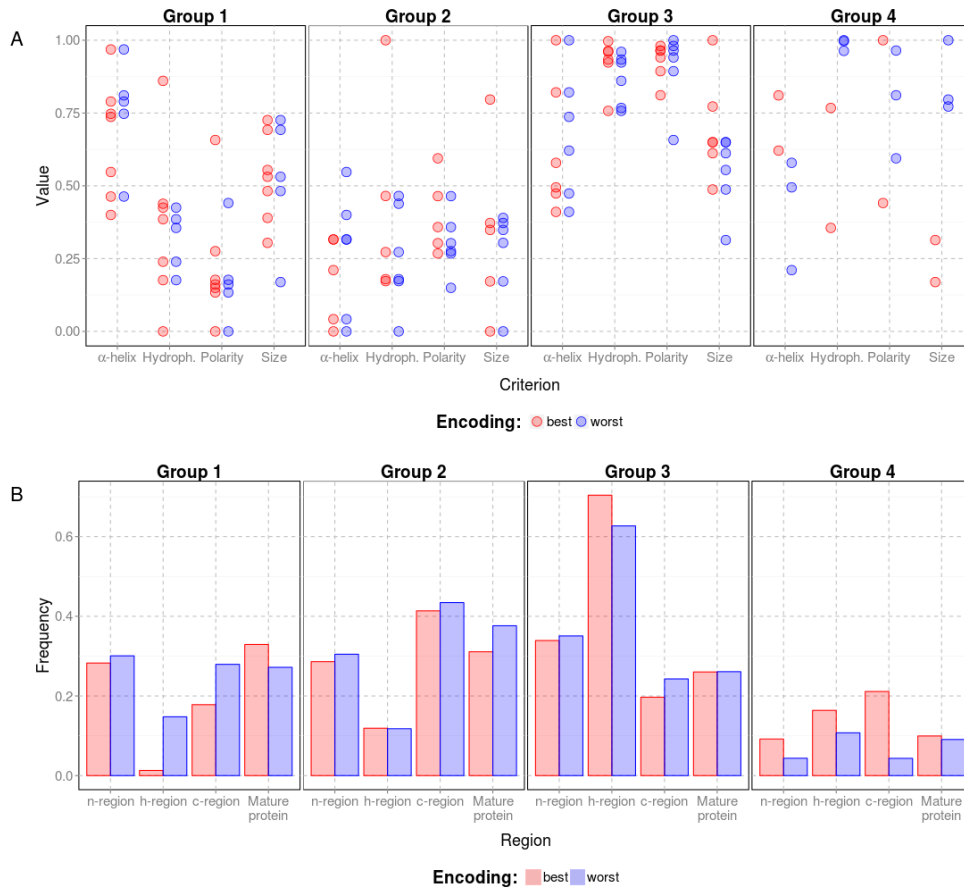 A
Group 1 Group 2 Group 3 Group 4
1.00
0.75
0.50
0.25
0.00
Value
α-helix Hydroph. Polarity Size α-helix Hydroph. Polarity Size α-helix Hydroph. Polarity Size α-helix Hydroph. Polarity Size
Criterion
Encoding: best worst
B
Group 1 Group 2 Group 3 Group 4
0.6
0.4
0.2
0.0
Frequency
n-region h-region c-region Mature protein n-region h-region c-region Mature protein n-region h-region c-region Mature protein n-region h-region c-region Mature protein
Region
Encoding: best worst